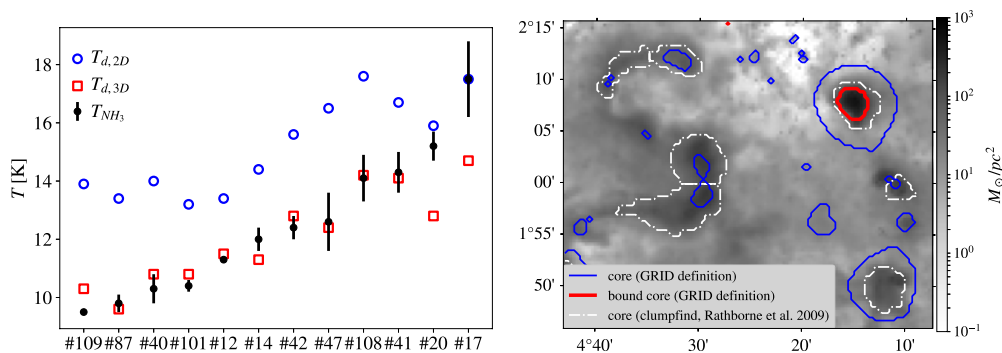 18
16
14
12
10
T [K]
T_{d,2D}
T_{d,3D}
T_{NH_3}
#109 #87 #40 #101 #12 #14 #42 #47 #108 #41 #20 #17
2°15'
10'
05'
00'
1°55'
50'
4°40' 30' 20' 10'
core (GRID definition)
bound core (GRID definition)
core (clumpfind, Rathborne et al. 2009)
10^3
10^2
10^1
10^0
10^{-1}
M_⊙/pc^2